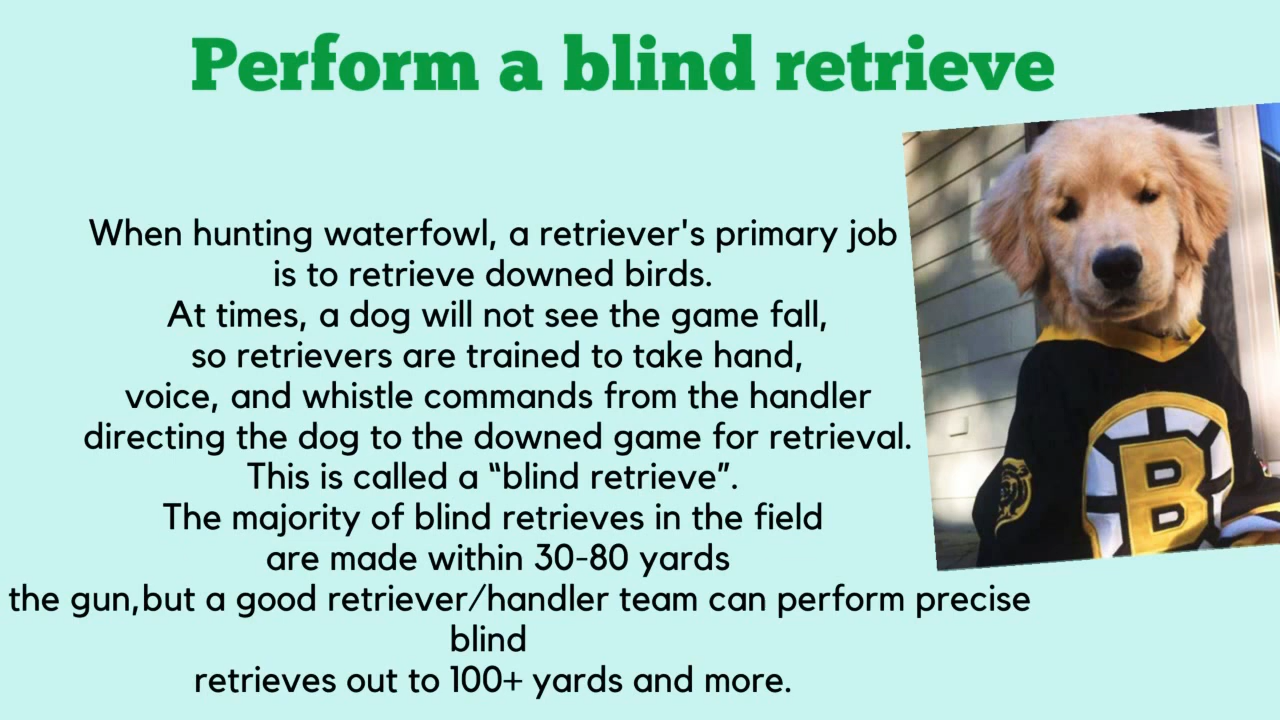 Perform a blind retrieve
When hunting waterfowl, a retriever's primary job
is to retrieve downed birds.
At times, a dog will not see the game fall,
so retrievers are trained to take hand,
voice, and whistle commands from the handler
directing the dog to the downed game for retrieval.
This is called a “blind retrieve”.
The majority of blind retrieves in the field
are made within 30-80 yards
the gun,but a good retriever/handler team can perform precise
blind
retrieves out to 100+ yards and more.
B